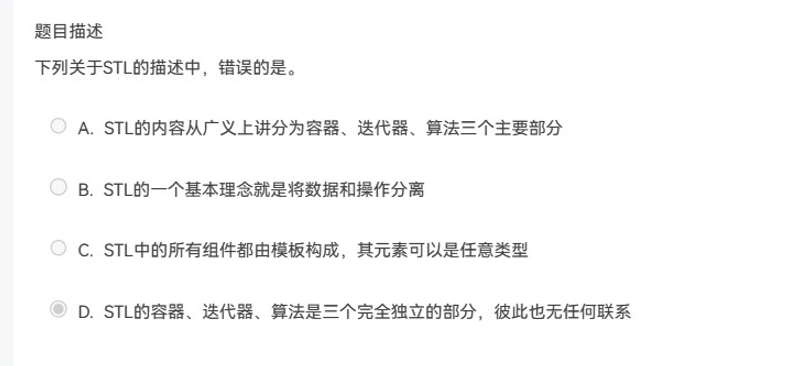 题目描述
下列关于STL的描述中，错误的是。
A. STL的内容从广义上讲分为容器、迭代器、算法三个主要部分
B. STL的一个基本理念就是将数据和操作分离
C. STL中的所有组件都由模板构成，其元素可以是任意类型
D. STL的容器、迭代器、算法是三个完全独立的部分，彼此也无任何联系